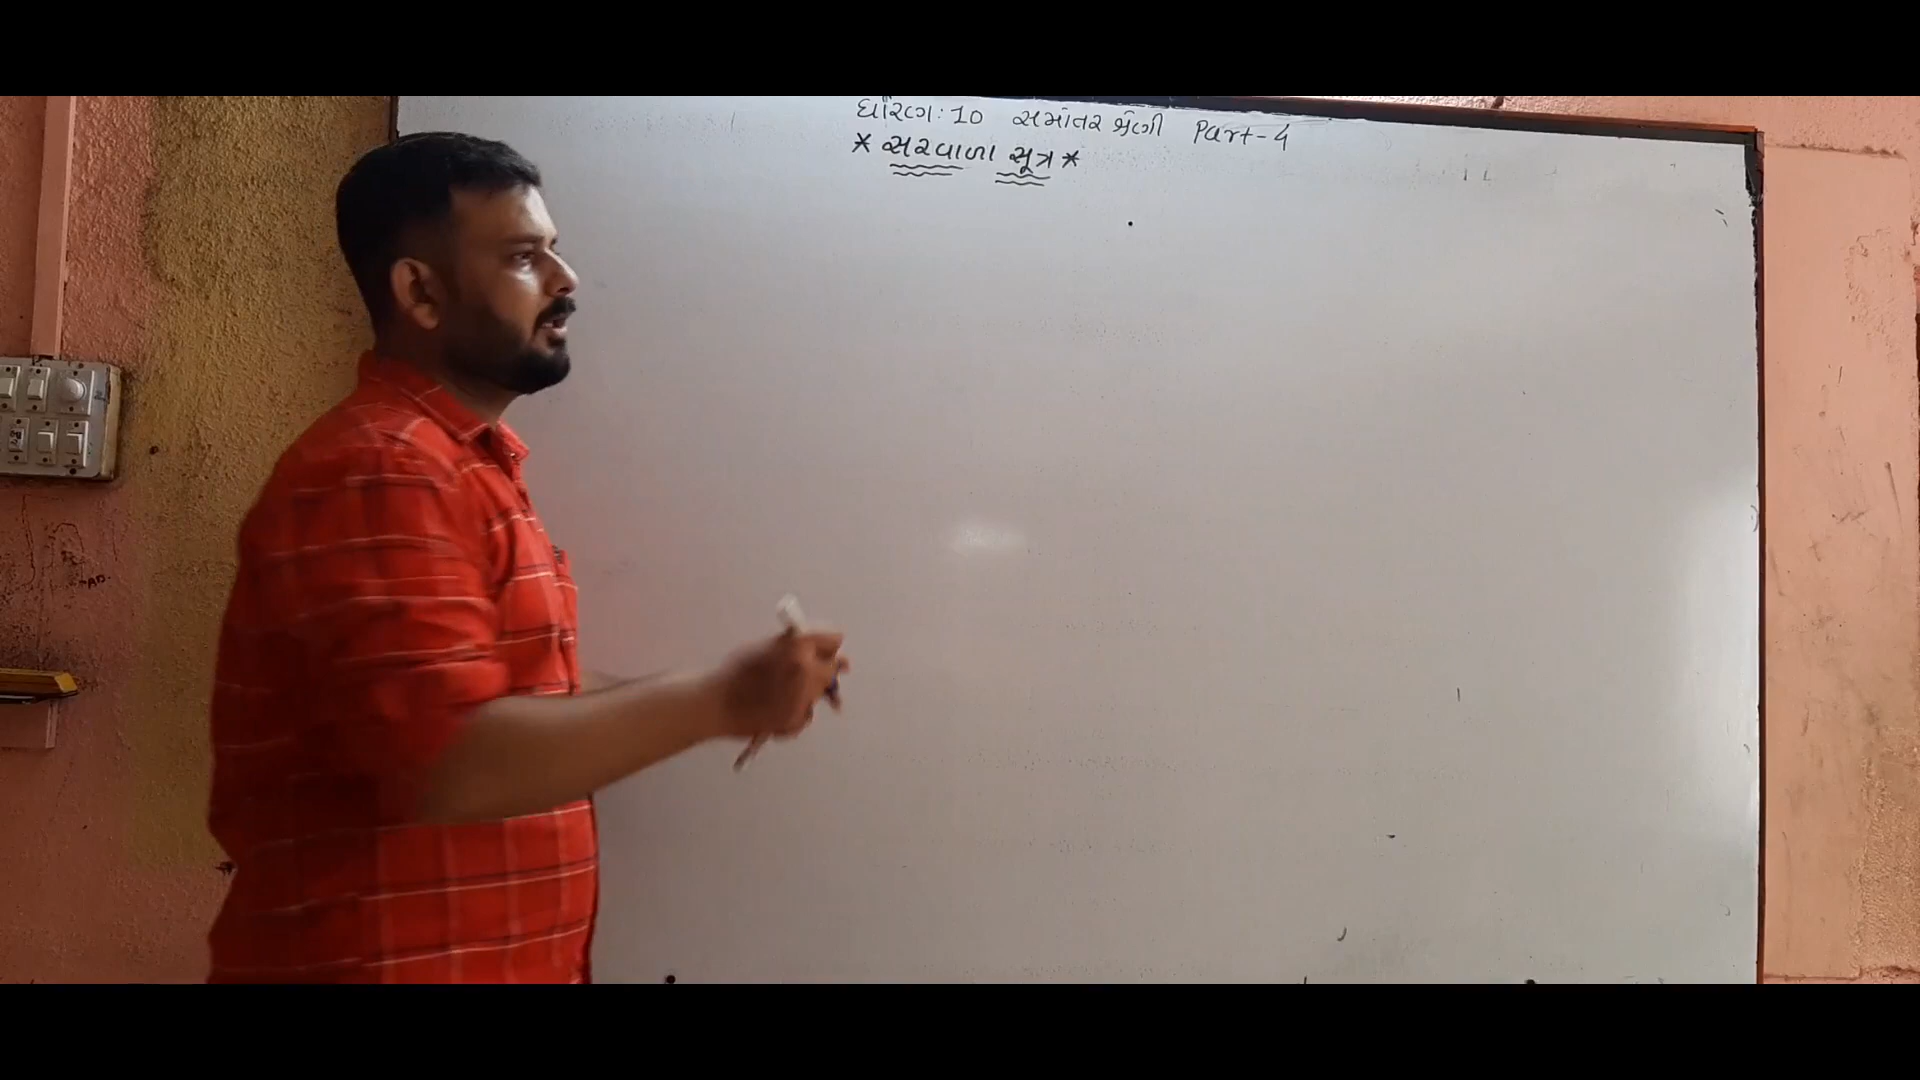 ધોરણ: 10 સમાંતર શ્રેણી Part-4
* સરવાળા સૂત્ર *